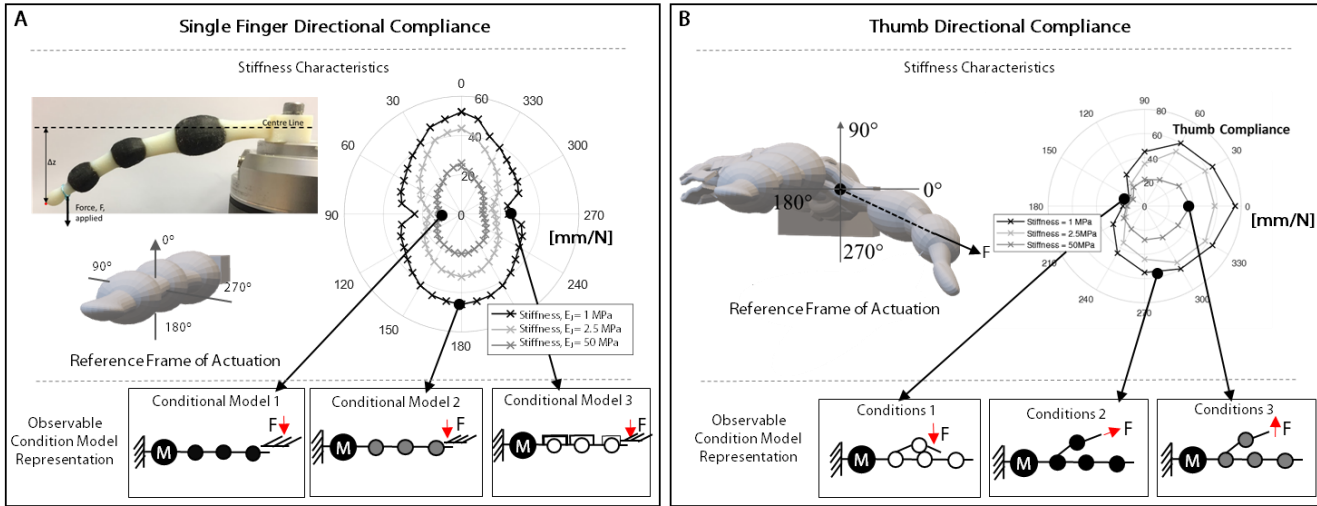 A
Single Finger Directional Compliance
Stiffness Characteristics
Centre Line
Δz
Force, F,
applied
0°
90°
270°
180°
Reference Frame of Actuation
0
30
330
60
60
300
40
20
90
0
270
[mm/N]
120
240
150
180
Stiffness, EJ = 1 MPa
Stiffness, EJ = 2.5 MPa
Stiffness, EJ = 50 MPa
Observable
Condition Model
Representation
Conditional Model 1
F
M
Conditional Model 2
F
M
Conditional Model 3
F
M
B
Thumb Directional Compliance
Stiffness Characteristics
90°
0°
180°
270°
F
Reference Frame of Actuation
90
120
80
60
60
Thumb Compliance
150
40
30
20
180
0
0
[mm/N]
Stiffness = 1 MPa
Stiffness = 2.5MPa
Stiffness = 50MPa
210
330
240
300
270
Observable
Condition Model
Representation
Conditions 1
F
M
Conditions 2
F
M
Conditions 3
F
M